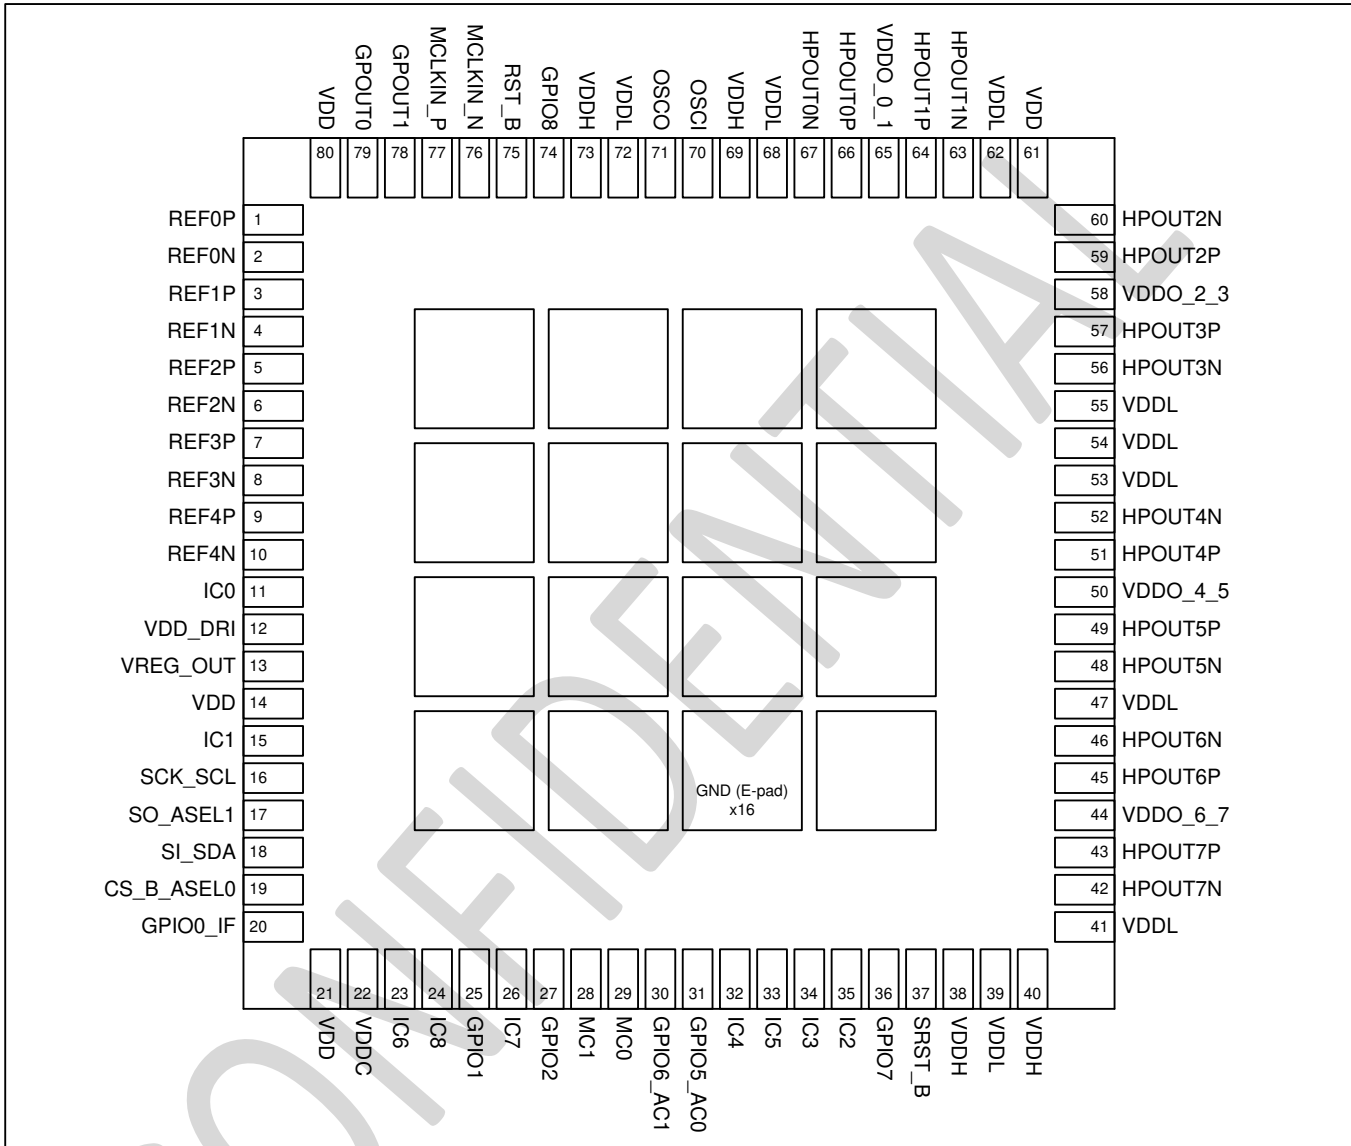 VDD
GPOUT0
GPOUT1
MCLKIN_P
MCLKIN_N
RST_B
GPIO8
VDDH
VDDL
OSCO
OSCI
VDDH
VDDL
HPOUT0N
HPOUT0P
VDDO_0_1
HPOUT1P
HPOUT1N
VDDL
VDD
80 79 78 77 76 75 74 73 72 71 70 69 68 67 66 65 64 63 62 61
REF0P 1 60 HPOUT2N
REF0N 2 59 HPOUT2P
REF1P 3 58 VDDO_2_3
REF1N 4 57 HPOUT3P
REF2P 5 56 HPOUT3N
REF2N 6 55 VDDL
REF3P 7 54 VDDL
REF3N 8 53 VDDL
REF4P 9 52 HPOUT4N
REF4N 10 51 HPOUT4P
IC0 11 50 VDDO_4_5
VDD_DRI 12 49 HPOUT5P
VREG_OUT 13 48 HPOUT5N
VDD 14 47 VDDL
IC1 15 46 HPOUT6N
SCK_SCL 16 45 HPOUT6P
GND (E-pad)
x16
SO_ASEL1 17 44 VDDO_6_7
SI_SDA 18 43 HPOUT7P
CS_B_ASEL0 19 42 HPOUT7N
GPIO0_IF 20 41 VDDL
21 22 23 24 25 26 27 28 29 30 31 32 33 34 35 36 37 38 39 40
VDD
VDDC
IC6
IC8
GPIO1
IC7
GPIO2
MC1
MC0
GPIO6_AC1
GPIO5_AC0
IC4
IC5
IC3
IC2
GPIO7
SRST_B
VDDH
VDDL
VDDH
ONFIDENTIAL